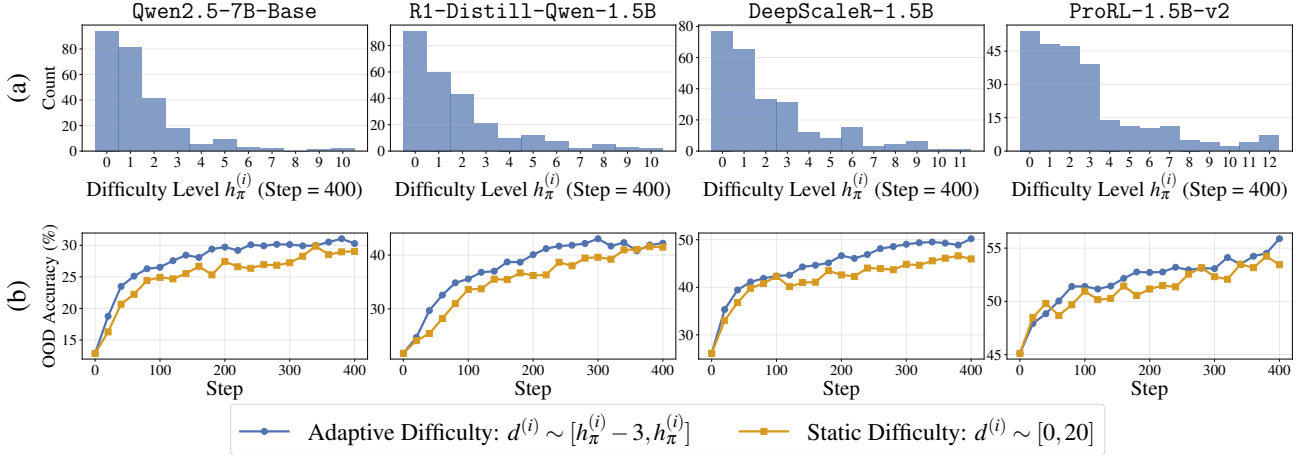 Qwen2.5-7B-Base R1-Distill-Qwen-1.5B DeepScaleR-1.5B ProRL-1.5B-v2
(a)
Count
80
60
40
20
0
0 1 2 3 4 5 6 7 8 9 10
Difficulty Level h_π^{(i)} (Step = 400)
80
60
40
20
0
0 1 2 3 4 5 6 7 8 9 10
Difficulty Level h_π^{(i)} (Step = 400)
80
60
40
20
0
0 1 2 3 4 5 6 7 8 9 10 11
Difficulty Level h_π^{(i)} (Step = 400)
45
30
15
0
0 1 2 3 4 5 6 7 8 9 10 11 12
Difficulty Level h_π^{(i)} (Step = 400)
(b)
OOD Accuracy (%)
30
25
20
15
0 100 200 300 400
Step
40
30
0 100 200 300 400
Step
50
40
30
0 100 200 300 400
Step
55
50
45
0 100 200 300 400
Step
Adaptive Difficulty: d^{(i)} ∼ [h_π^{(i)} − 3, h_π^{(i)}] Static Difficulty: d^{(i)} ∼ [0, 20]